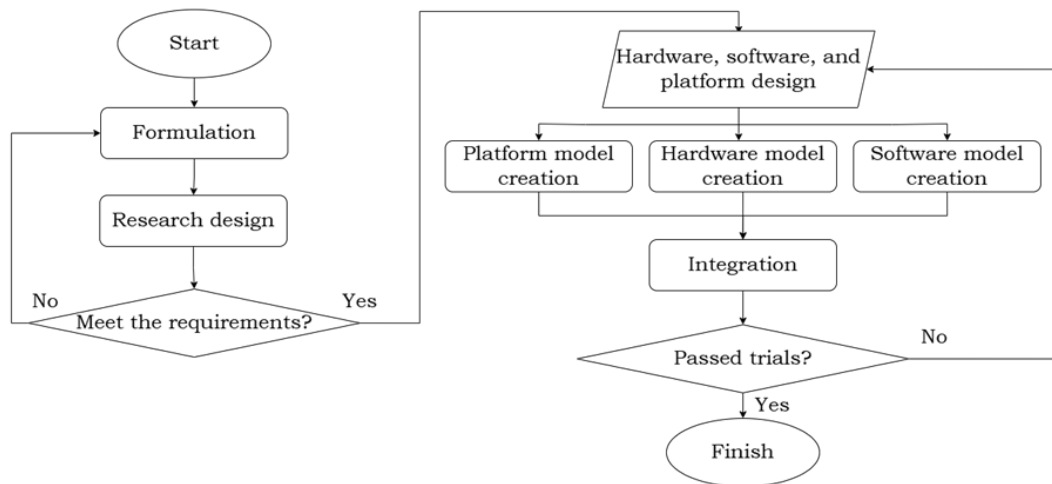 Start
Formulation
Research design
Meet the requirements?
No
Yes
Hardware, software, and
platform design
Platform model
creation
Hardware model
creation
Software model
creation
Integration
Passed trials?
No
Yes
Finish